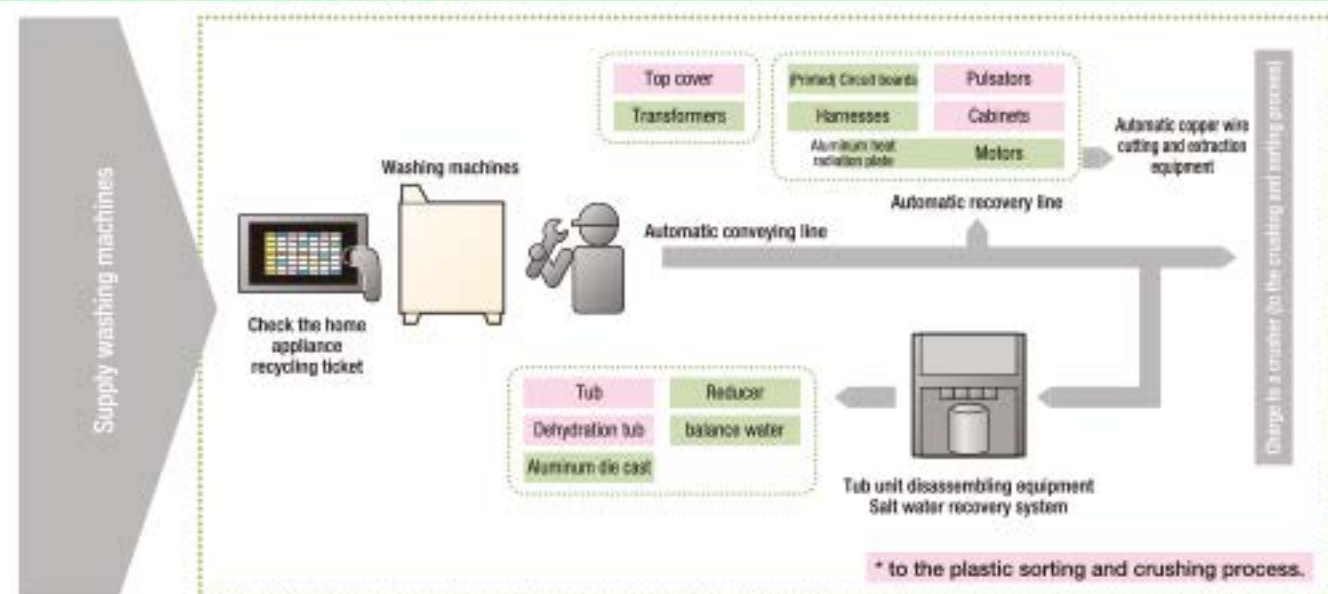 Supply washing machines
Check the home
appliance
recycling ticket
Washing machines
Top cover
Transformers
(Printed) Circuit boards
Harnesses
Aluminum heat
radiation plate
Pulsators
Cabinets
Motors
Automatic copper wire
cutting and extraction
equipment
Automatic recovery line
Automatic conveying line
Tub
Dehydration tub
Aluminum die cast
Reducer
balance water
Tub unit disassembling equipment
Salt water recovery system
Charge to a crusher (to the crushing and sorting process)
* to the plastic sorting and crushing process.